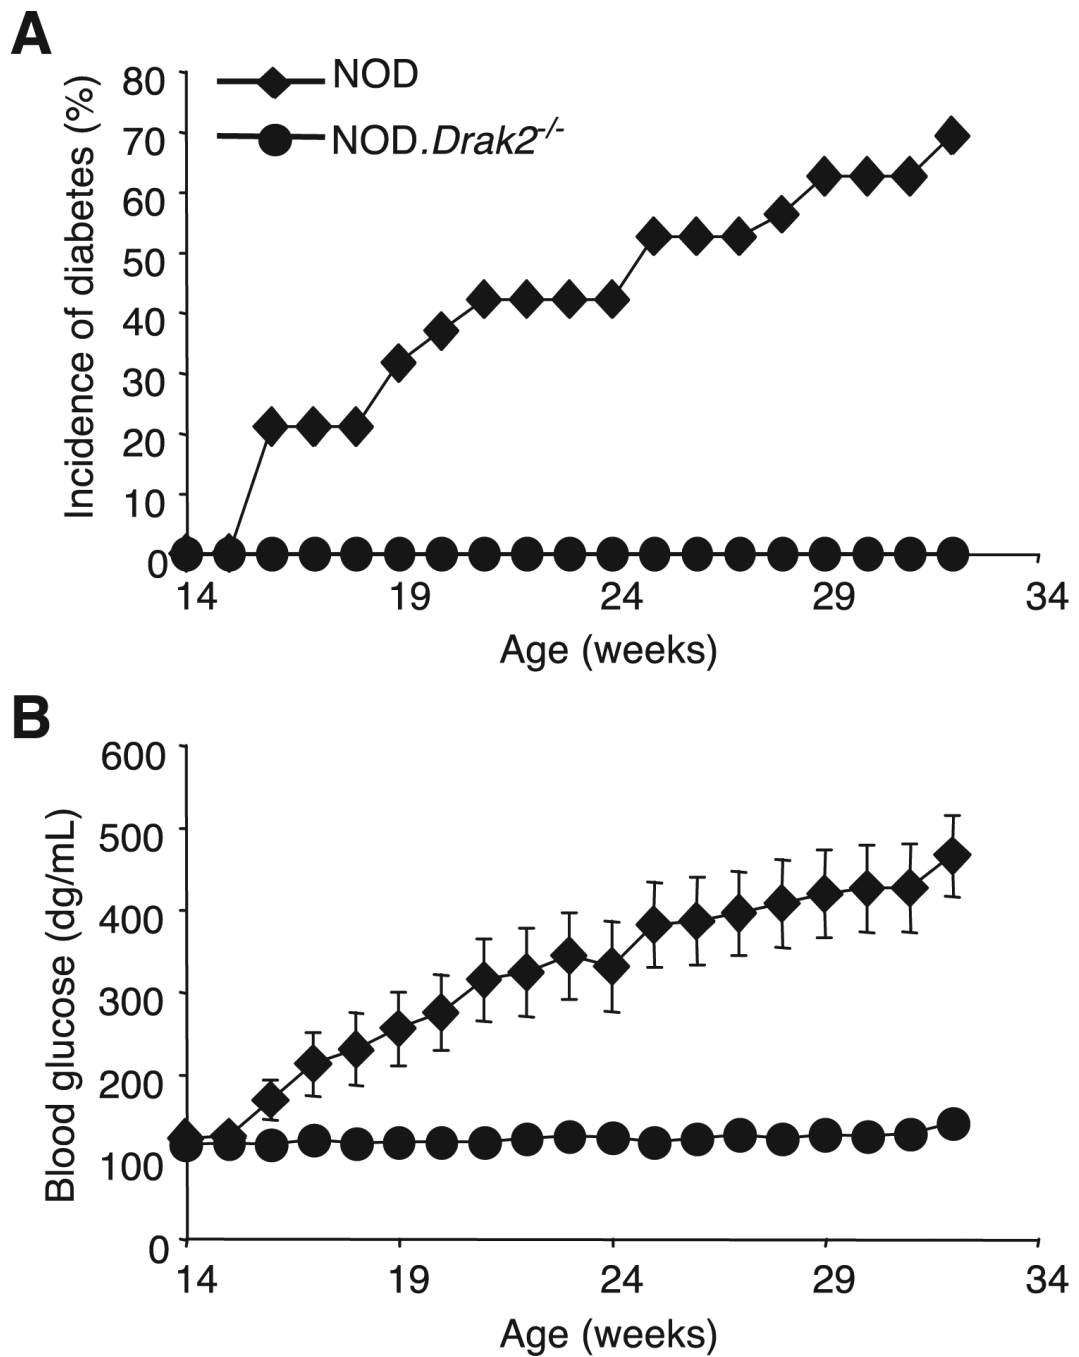 A
80
70
60
50
40
30
20
10
0
Incidence of diabetes (%)
NOD
NOD.Drak2-/-
14 19 24 29 34
Age (weeks)
B
600
500
400
300
200
100
0
Blood glucose (dg/mL)
14 19 24 29 34
Age (weeks)